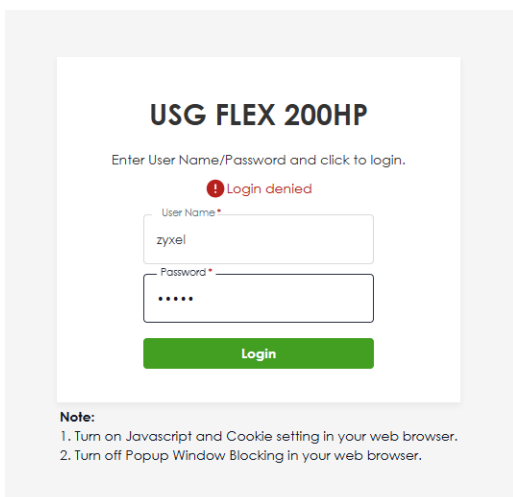 USG FLEX 200HP
Enter User Name/Password and click to login.
! Login denied
User Name *
zyxel
Password *
•••••
Login
Note:
1. Turn on Javascript and Cookie setting in your web browser.
2. Turn off Popup Window Blocking in your web browser.